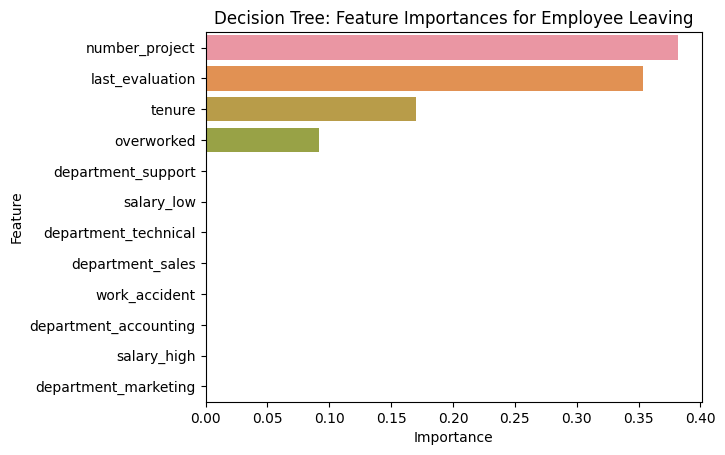 Decision Tree: Feature Importances for Employee Leaving
number_project
last_evaluation
tenure
overworked
department_support
salary_low
department_technical
department_sales
work_accident
department_accounting
salary_high
department_marketing
Feature
0.00 0.05 0.10 0.15 0.20 0.25 0.30 0.35 0.40
Importance